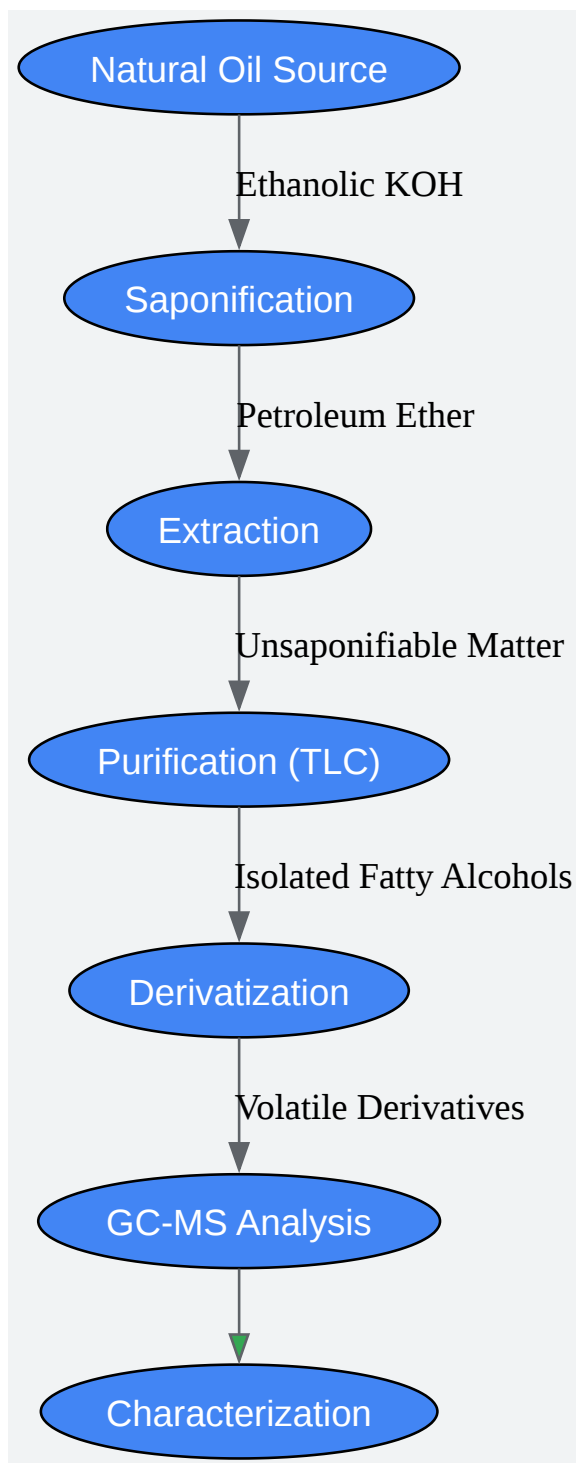 Natural Oil Source
Ethanolic KOH
Saponification
Petroleum Ether
Extraction
Unsaponifiable Matter
Purification (TLC)
Isolated Fatty Alcohols
Derivatization
Volatile Derivatives
GC-MS Analysis
Characterization